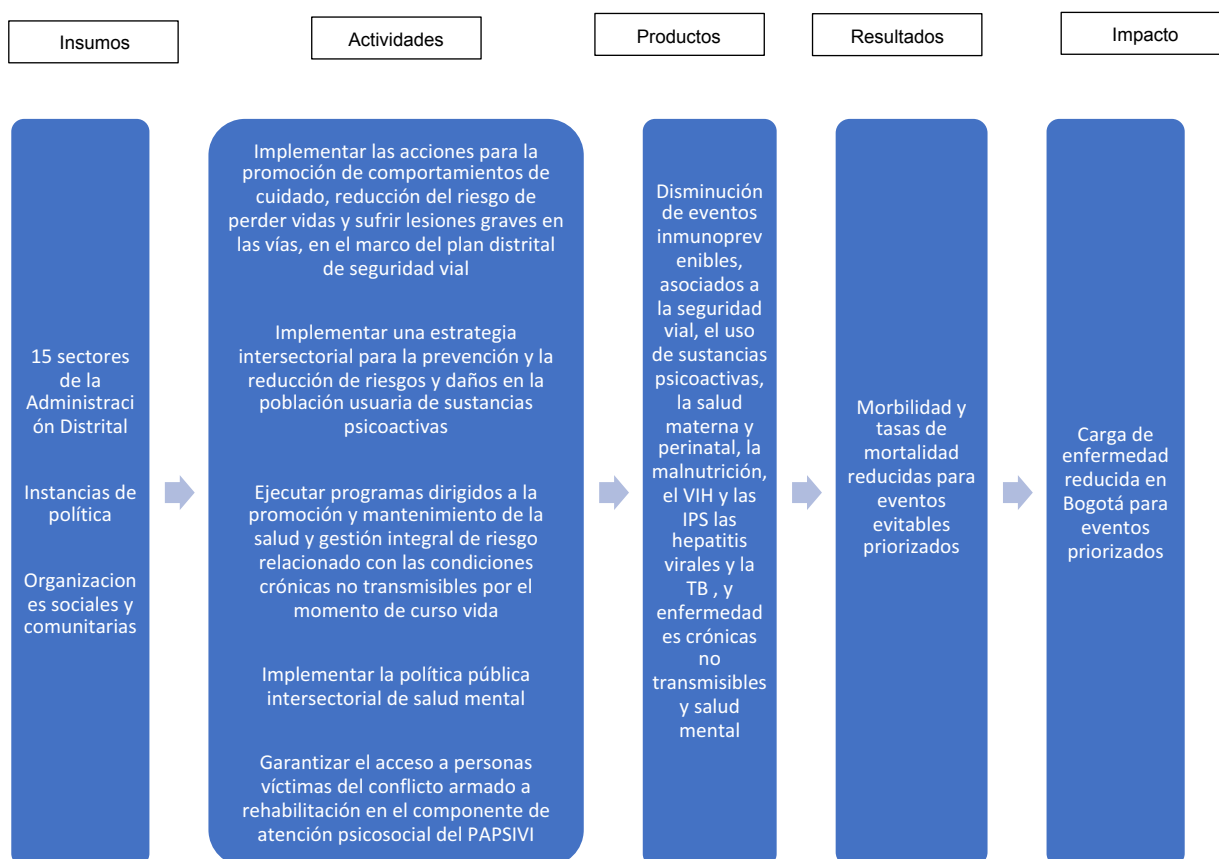 Insumos
Actividades
Productos
Resultados
Impacto
15 sectores
de la
Administraci
ón Distrital
Instancias de
política
Organizacion
es sociales y
comunitarias
Implementar las acciones para la
promoción de comportamientos de
cuidado, reducción del riesgo de
perder vidas y sufrir lesiones graves en
las vías, en el marco del plan distrital
de seguridad vial
Implementar una estrategia
intersectorial para la prevención y la
reducción de riesgos y daños en la
población usuaria de sustancias
psicoactivas
Ejecutar programas dirigidos a la
promoción y mantenimiento de la
salud y gestión integral de riesgo
relacionado con las condiciones
crónicas no transmisibles por el
momento de curso vida
Implementar la política pública
intersectorial de salud mental
Garantizar el acceso a personas
víctimas del conflicto armado a
rehabilitación en el componente de
atención psicosocial del PAPSIVI
Disminución
de eventos
inmunoprev
enibles,
asociados a
la seguridad
vial, el uso
de sustancias
psicoactivas,
la salud
materna y
perinatal, la
malnutrición,
el VIH y las
IPS las
hepatitis
virales y la
TB , y
enfermedad
es crónicas
no
transmisibles
y salud
mental
Morbilidad y
tasas de
mortalidad
reducidas para
eventos
evitables
priorizados
Carga de
enfermedad
reducida en
Bogotá para
eventos
priorizados